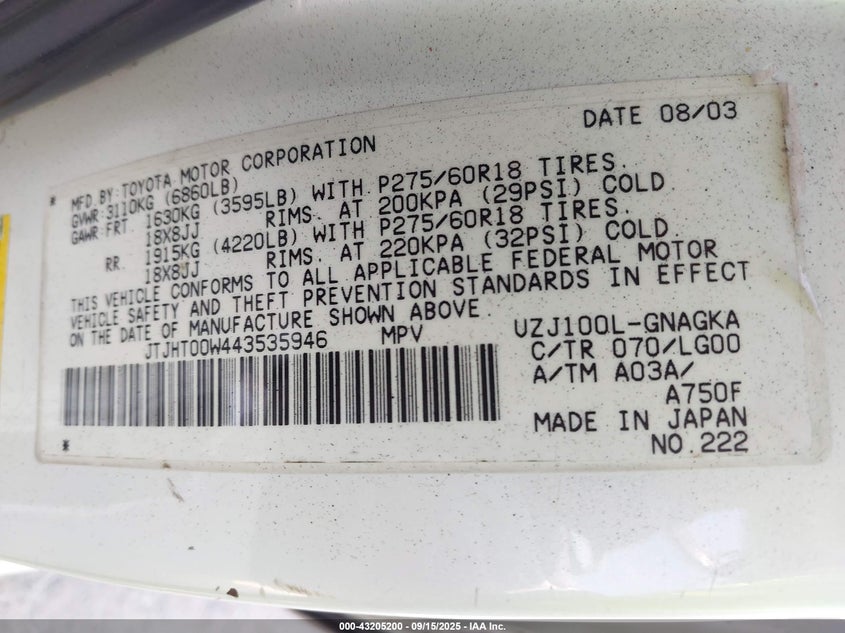 DATE 08/03
MFD.BY:TOYOTA MOTOR CORPORATION
GVWR:3110KG (6860LB)
GAWR:FRT. 1630KG (3595LB) WITH P275/60R18 TIRES.
18X8JJ RIMS. AT 200KPA (29PSI) COLD.
RR. 1915KG (4220LB) WITH P275/60R18 TIRES.
18X8JJ RIMS. AT 220KPA (32PSI) COLD.
THIS VEHICLE CONFORMS TO ALL APPLICABLE FEDERAL MOTOR
VEHICLE SAFETY AND THEFT PREVENTION STANDARDS IN EFFECT
ON THE DATE OF MANUFACTURE SHOWN ABOVE.
JTJHT00W443535946 MPV
UZJ100L-GNAGKA
C/TR 070/LG00
A/TM A03A/
A750F
MADE IN JAPAN
NO.222
000-43205200 - 09/15/2025 - IAA Inc.